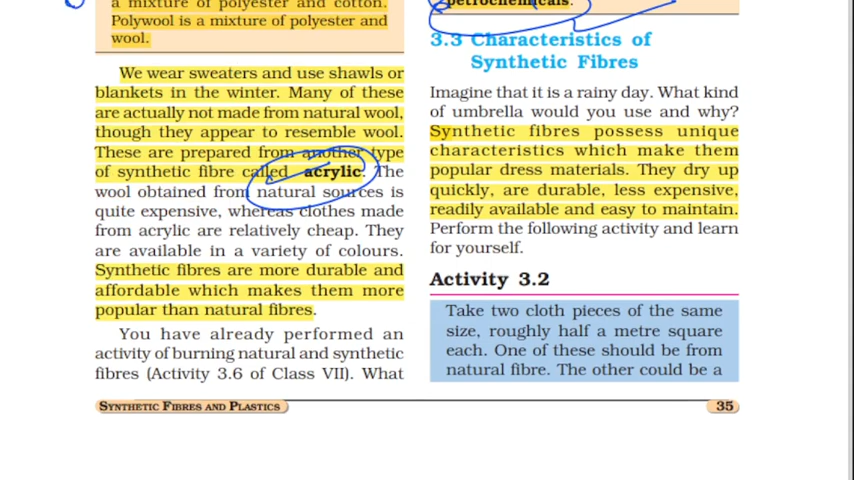 a mixture of polyester and cotton.
Polywool is a mixture of polyester and
wool.
We wear sweaters and use shawls or
blankets in the winter. Many of these
are actually not made from natural wool,
though they appear to resemble wool.
These are prepared from another type
of synthetic fibre called acrylic. The
wool obtained from natural sources is
quite expensive, whereas clothes made
from acrylic are relatively cheap. They
are available in a variety of colours.
Synthetic fibres are more durable and
affordable which makes them more
popular than natural fibres.
You have already performed an
activity of burning natural and synthetic
fibres (Activity 3.6 of Class VII). What
petrochemicals.
3.3 Characteristics of
Synthetic Fibres
Imagine that it is a rainy day. What kind
of umbrella would you use and why?
Synthetic fibres possess unique
characteristics which make them
popular dress materials. They dry up
quickly, are durable, less expensive,
readily available and easy to maintain.
Perform the following activity and learn
for yourself.
Activity 3.2
Take two cloth pieces of the same
size, roughly half a metre square
each. One of these should be from
natural fibre. The other could be a
SYNTHETIC FIBRES AND PLASTICS
35